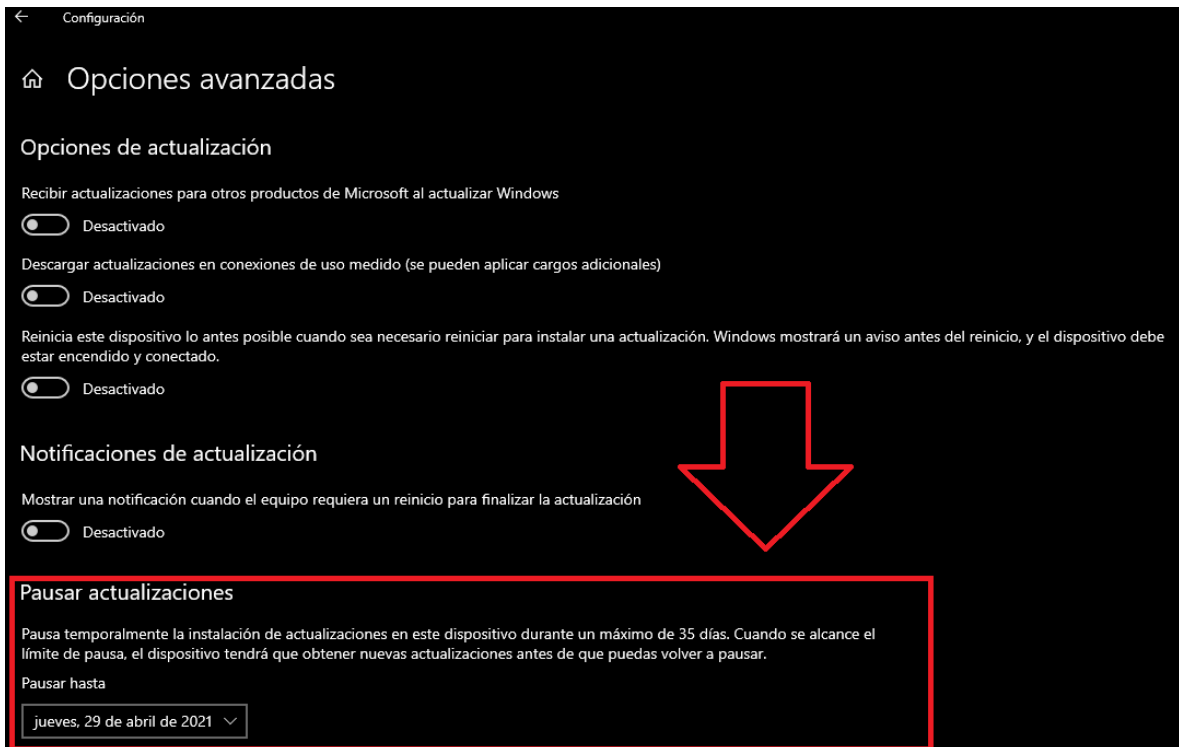 Configuración
Opciones avanzadas
Opciones de actualización
Recibir actualizaciones para otros productos de Microsoft al actualizar Windows
Desactivado
Descargar actualizaciones en conexiones de uso medido (se pueden aplicar cargos adicionales)
Desactivado
Reinicia este dispositivo lo antes posible cuando sea necesario reiniciar para instalar una actualización. Windows mostrará un aviso antes del reinicio, y el dispositivo debe
estar encendido y conectado.
Desactivado
Notificaciones de actualización
Mostrar una notificación cuando el equipo requiera un reinicio para finalizar la actualización
Desactivado
Pausar actualizaciones
Pausa temporalmente la instalación de actualizaciones en este dispositivo durante un máximo de 35 días. Cuando se alcance el
límite de pausa, el dispositivo tendrá que obtener nuevas actualizaciones antes de que puedas volver a pausar.
Pausar hasta
jueves, 29 de abril de 2021